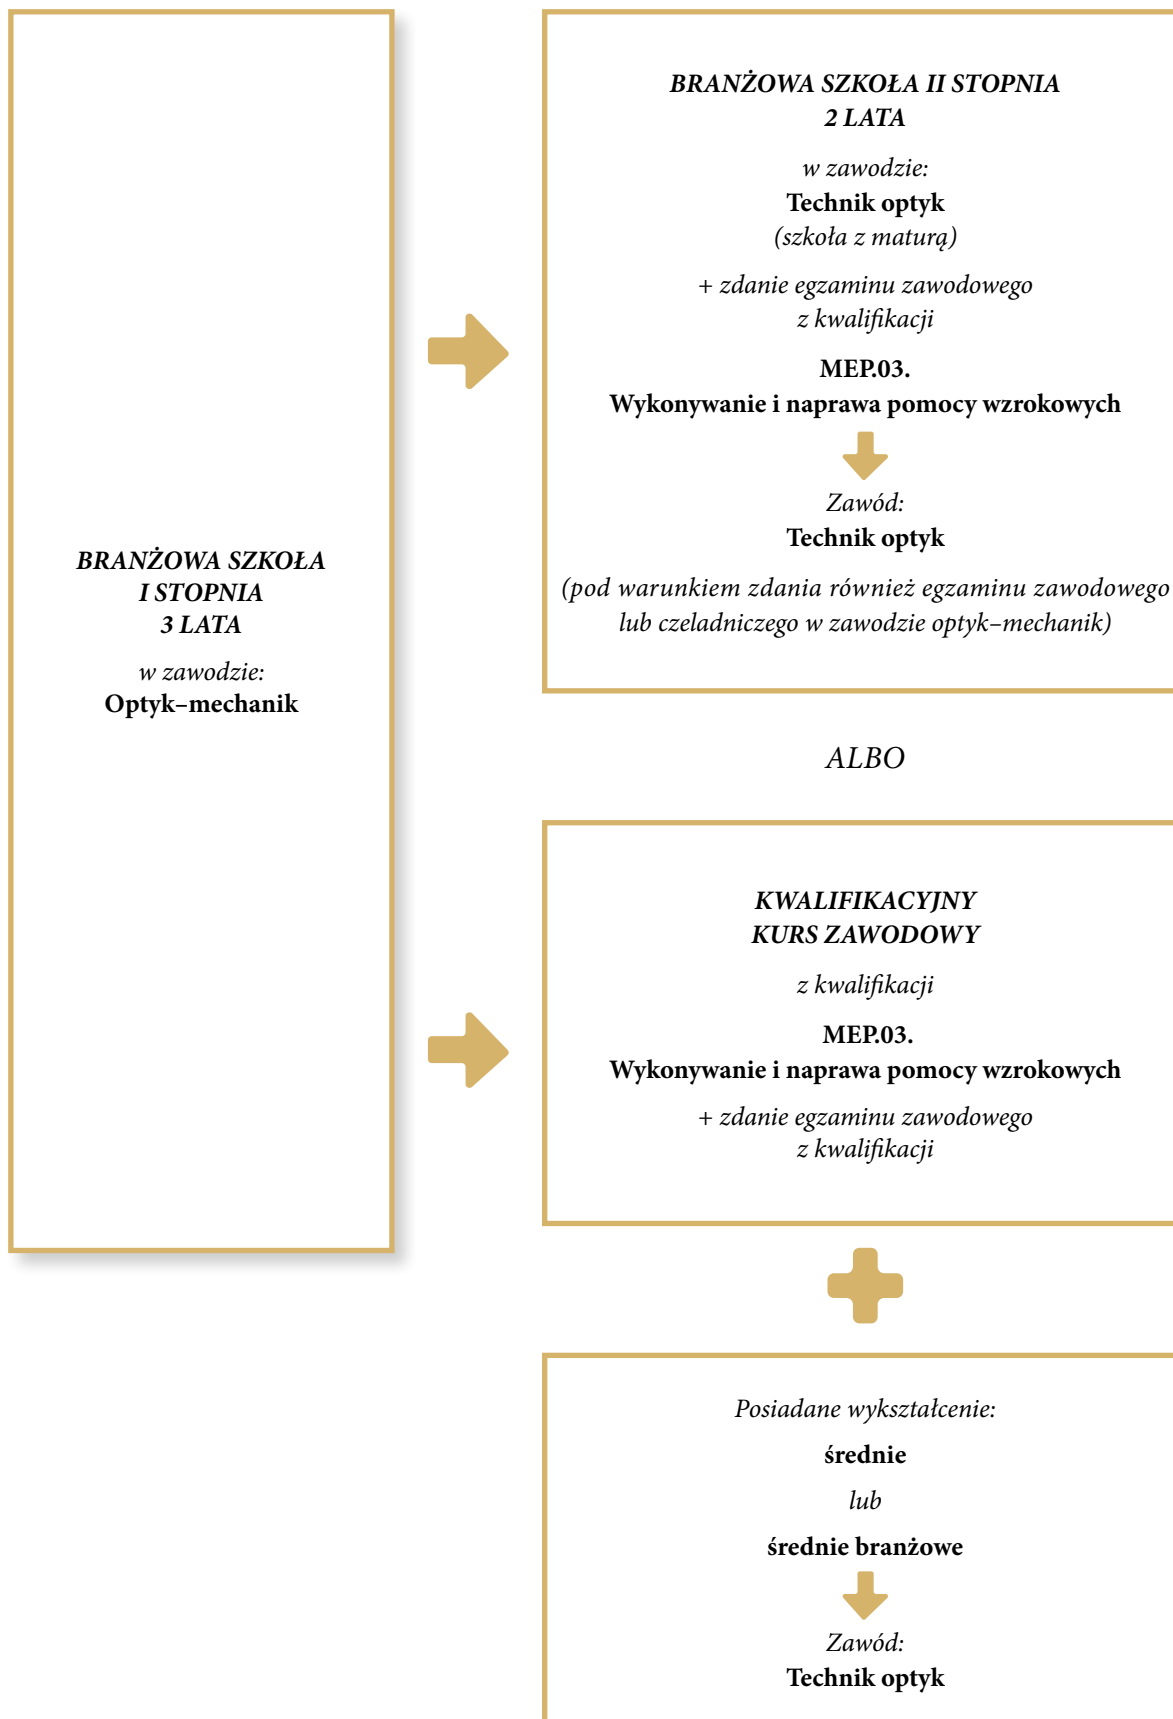 BRANŻOWA SZKOŁA
I STOPNIA
3 LATA
w zawodzie:
Optyk–mechanik
BRANŻOWA SZKOŁA II STOPNIA
2 LATA
w zawodzie:
Technik optyk
(szkoła z maturą)
+ zdanie egzaminu zawodowego
z kwalifikacji
MEP.03.
Wykonywanie i naprawa pomocy wzrokowych
Zawód:
Technik optyk
(pod warunkiem zdania również egzaminu zawodowego
lub czeladniczego w zawodzie optyk–mechanik)
ALBO
KWALIFIKACYJNY
KURS ZAWODOWY
z kwalifikacji
MEP.03.
Wykonywanie i naprawa pomocy wzrokowych
+ zdanie egzaminu zawodowego
z kwalifikacji
Posiadane wykształcenie:
średnie
lub
średnie branżowe
Zawód:
Technik optyk